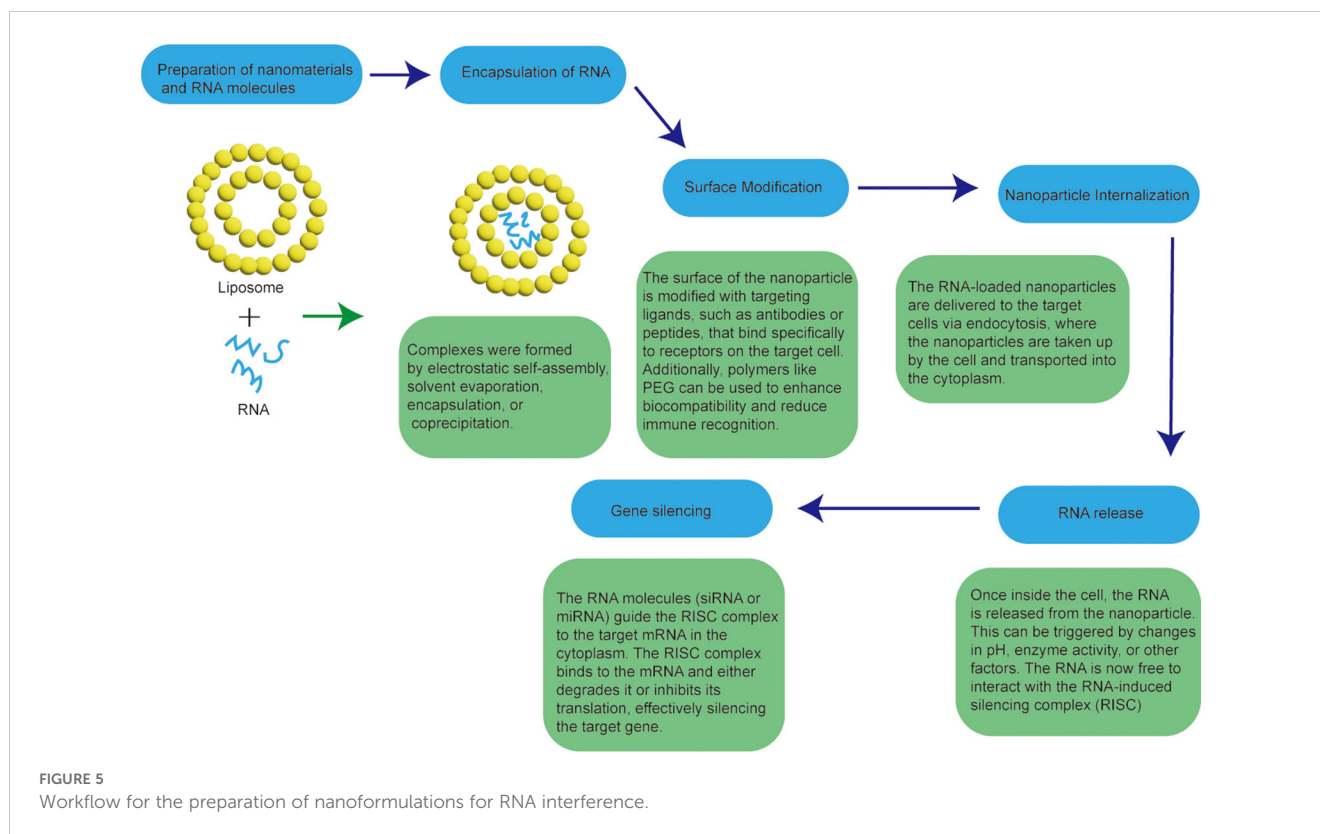 Preparation of nanomaterials
and RNA molecules
Encapsulation of RNA
Surface Modification
Nanoparticle Internalization
Liposome
+
RNA
Complexes were formed
by electrostatic self-assembly,
solvent evaporation,
encapsulation, or
coprecipitation.
The surface of the nanoparticle
is modified with targeting
ligands, such as antibodies or
peptides, that bind specifically
to receptors on the target cell.
Additionally, polymers like
PEG can be used to enhance
biocompatibility and reduce
immune recognition.
The RNA-loaded nanoparticles
are delivered to the target
cells via endocytosis, where
the nanoparticles are taken up
by the cell and transported into
the cytoplasm.
Gene silencing
RNA release
The RNA molecules (siRNA or
miRNA) guide the RISC complex
to the target mRNA in the
cytoplasm. The RISC complex
binds to the mRNA and either
degrades it or inhibits its
translation, effectively silencing
the target gene.
Once inside the cell, the RNA
is released from the nanoparticle.
This can be triggered by changes
in pH, enzyme activity, or other
factors. The RNA is now free to
interact with the RNA-induced
silencing complex (RISC)
FIGURE 5
Workflow for the preparation of nanoformulations for RNA interference.